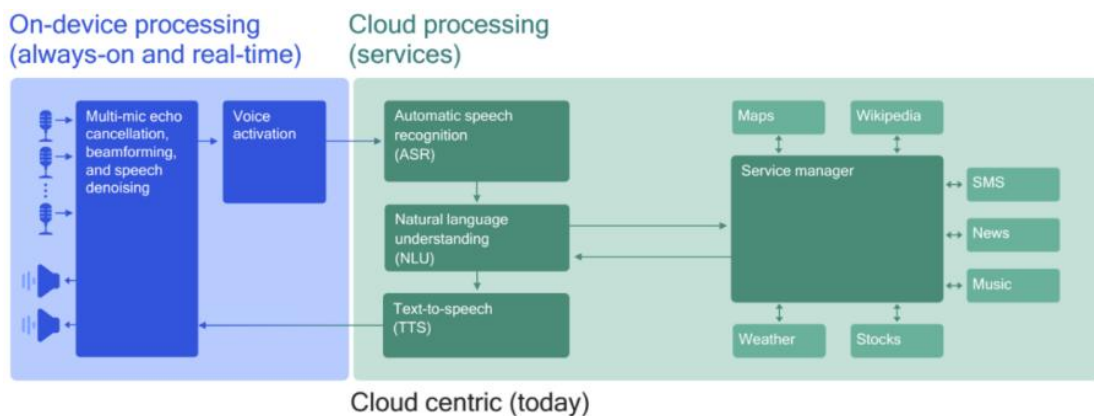 On-device processing
(always-on and real-time)
Cloud processing
(services)
Multi-mic echo
cancellation,
beamforming,
and speech
denoising
Voice
activation
Automatic speech
recognition
(ASR)
Natural language
understanding
(NLU)
Text-to-speech
(TTS)
Maps
Wikipedia
Service manager
SMS
News
Music
Weather
Stocks
Cloud centric (today)